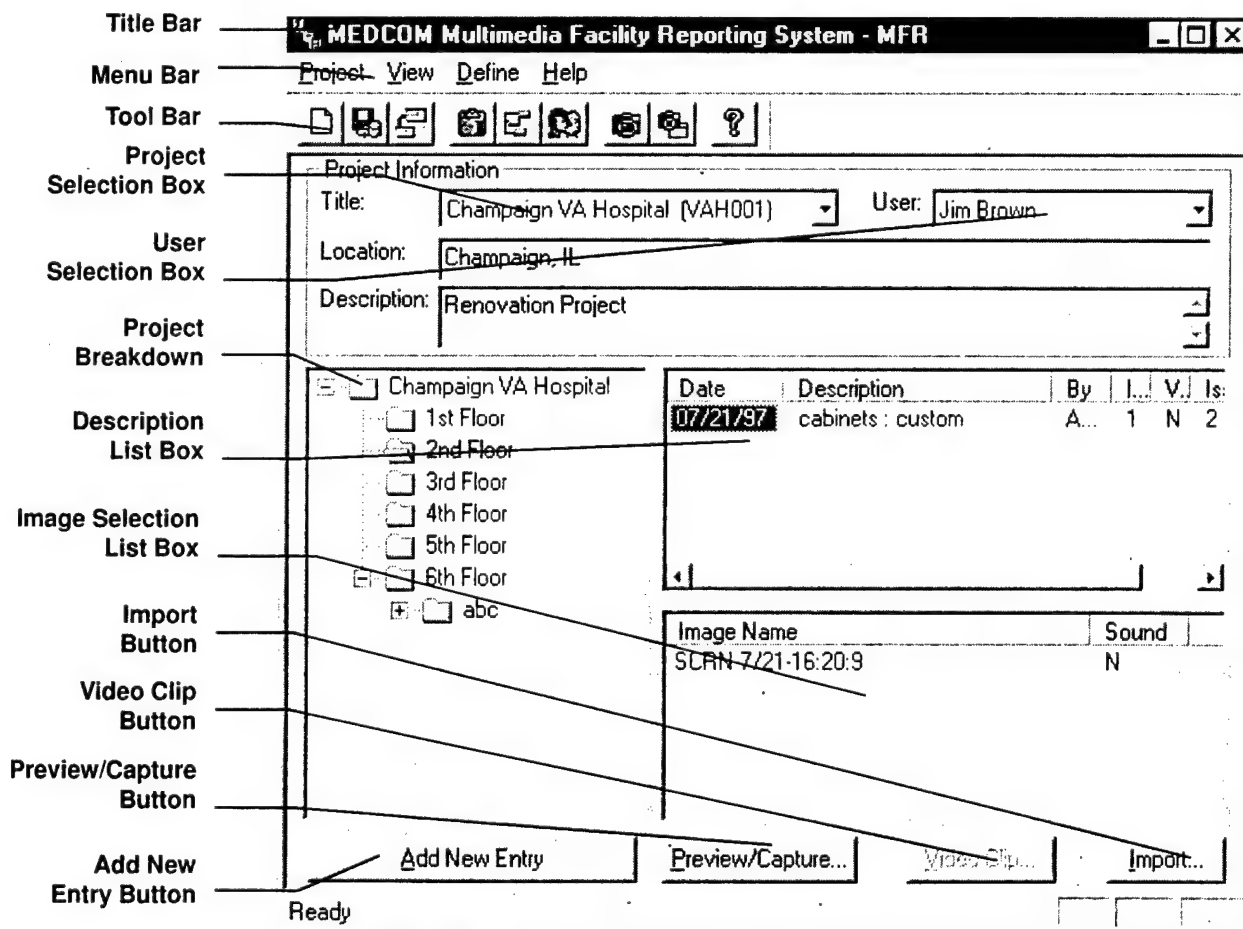 Title Bar
MEDCOM Multimedia Facility Reporting System - MFR
Menu Bar
Project View Define Help
Tool Bar
Project
Selection Box
Project Information
Title: Champaign VA Hospital (VAH001) User: Jim Brown
User
Selection Box
Location: Champaign, IL
Description: Renovation Project
Project
Breakdown
Champaign VA Hospital
1st Floor
2nd Floor
3rd Floor
4th Floor
5th Floor
6th Floor
abc
Date Description By I... V.. Is:
07/21/97 cabinets : custom A... 1 N 2
Description
List Box
Image Selection
List Box
Image Name Sound
SCRN-7/21-16:20:9 N
Import
Button
Video Clip
Button
Preview/Capture
Button
Add New
Entry Button
Add New Entry Preview/Capture... Video Clip... Import...
Ready